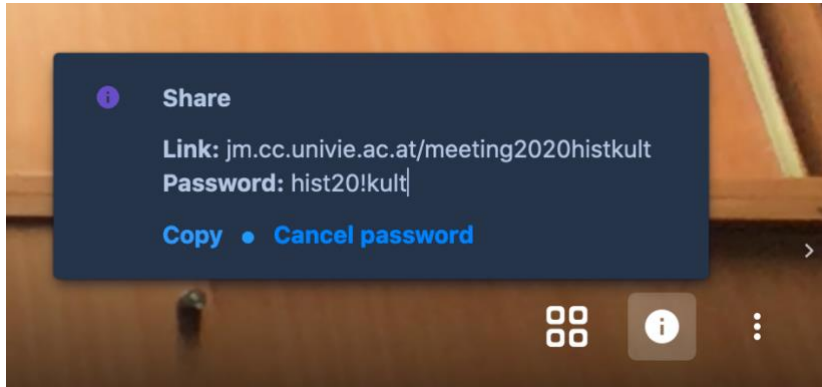 Share
Link: jm.cc.univie.ac.at/meeting2020histkult
Password: hist20!kult
Copy • Cancel password